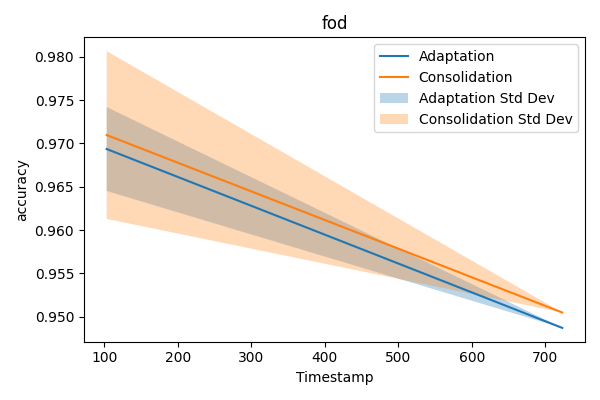 fod
Adaptation
Consolidation
Adaptation Std Dev
Consolidation Std Dev
accuracy
0.980
0.975
0.970
0.965
0.960
0.955
0.950
100 200 300 400 500 600 700
Timestamp